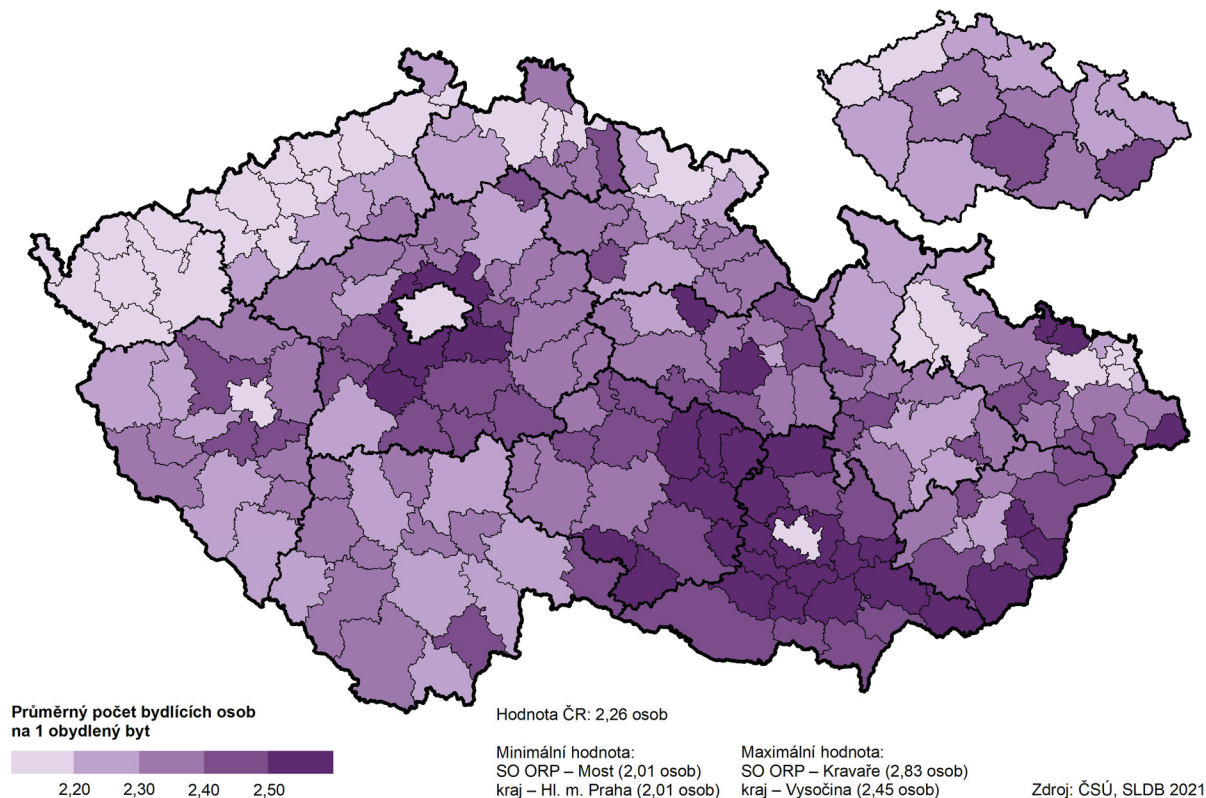 Průměrný počet bydlících osob
na 1 obydlený byt
2,20 2,30 2,40 2,50
Hodnota ČR: 2,26 osob
Minimální hodnota:
SO ORP – Most (2,01 osob)
kraj – Hl. m. Praha (2,01 osob)
Maximální hodnota:
SO ORP – Kravaře (2,83 osob)
kraj – Vysočina (2,45 osob)
Zdroj: ČSÚ, SLDB 2021